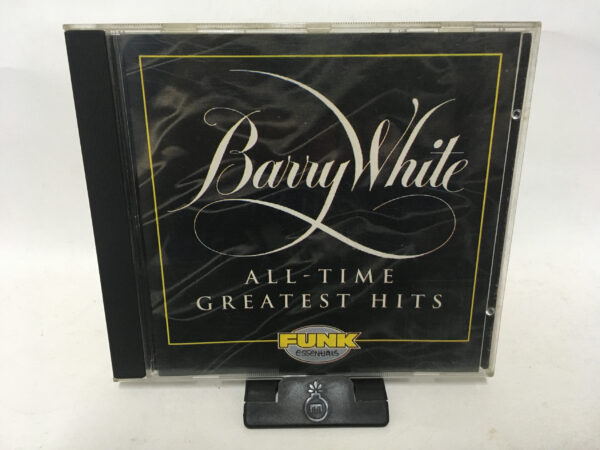 Barry White
ALL-TIME
GREATEST HITS
FUNK
ESSENTIALS